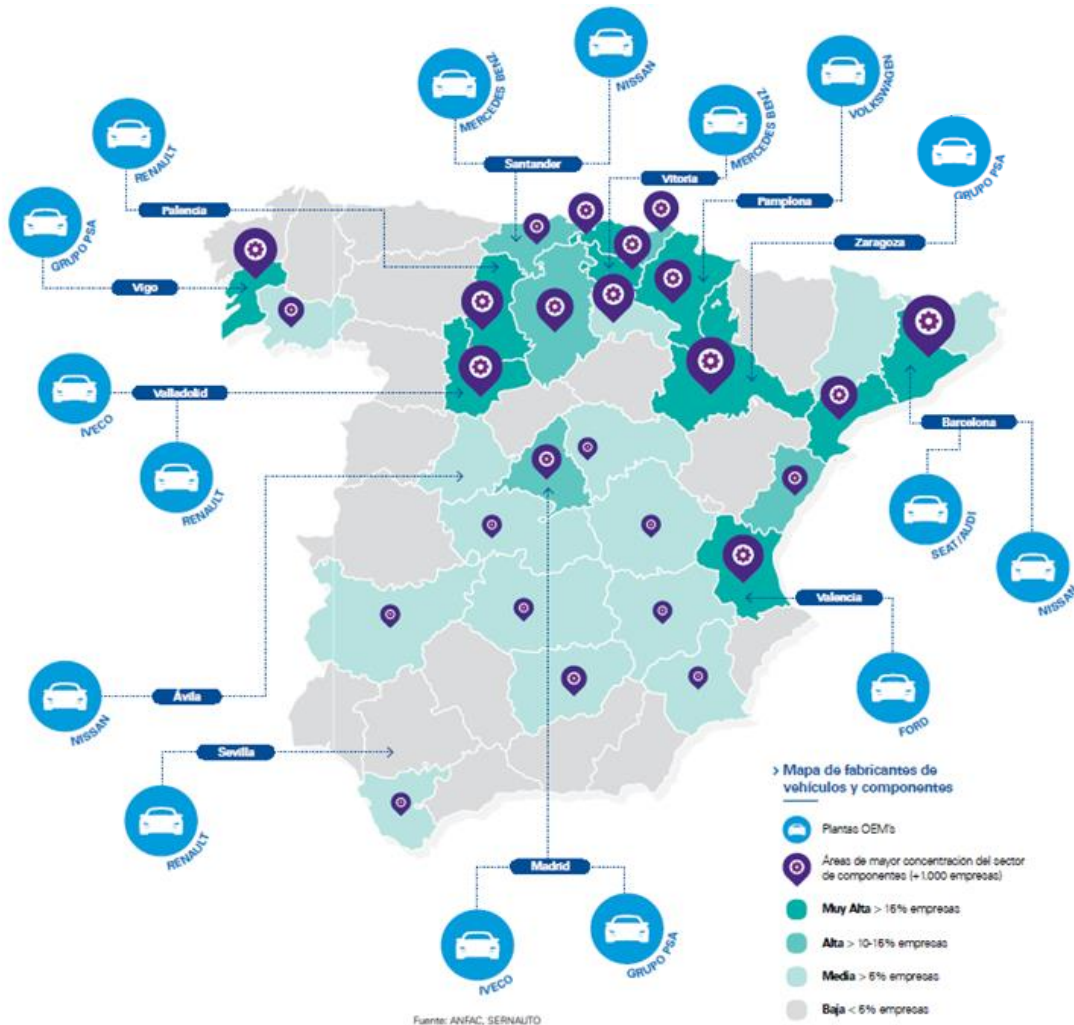 NISSAN
MERCEDES BENZ
VOLKSWAGEN
MERCEDES BENZ
RENAULT
GRUPO PSA
Santander
Vitoria
Pamplona
Palencia
Zaragoza
GRUPO PSA
Vigo
Valladolid
IVECO
RENAULT
Barcelona
SEAT/AUDI
NISSAN
Valencia
FORD
Ávila
NISSAN
Sevilla
RENAULT
Madrid
IVECO
GRUPO PSA
> Mapa de fabricantes de
vehículos y componentes
Plantas OEM's
Áreas de mayor concentración del sector
de componentes (+1.000 empresas)
Muy Alta > 16% empresas
Alta > 10-16% empresas
Media > 6% empresas
Baja < 6% empresas
Fuente: ANFAC, SERNAUTO